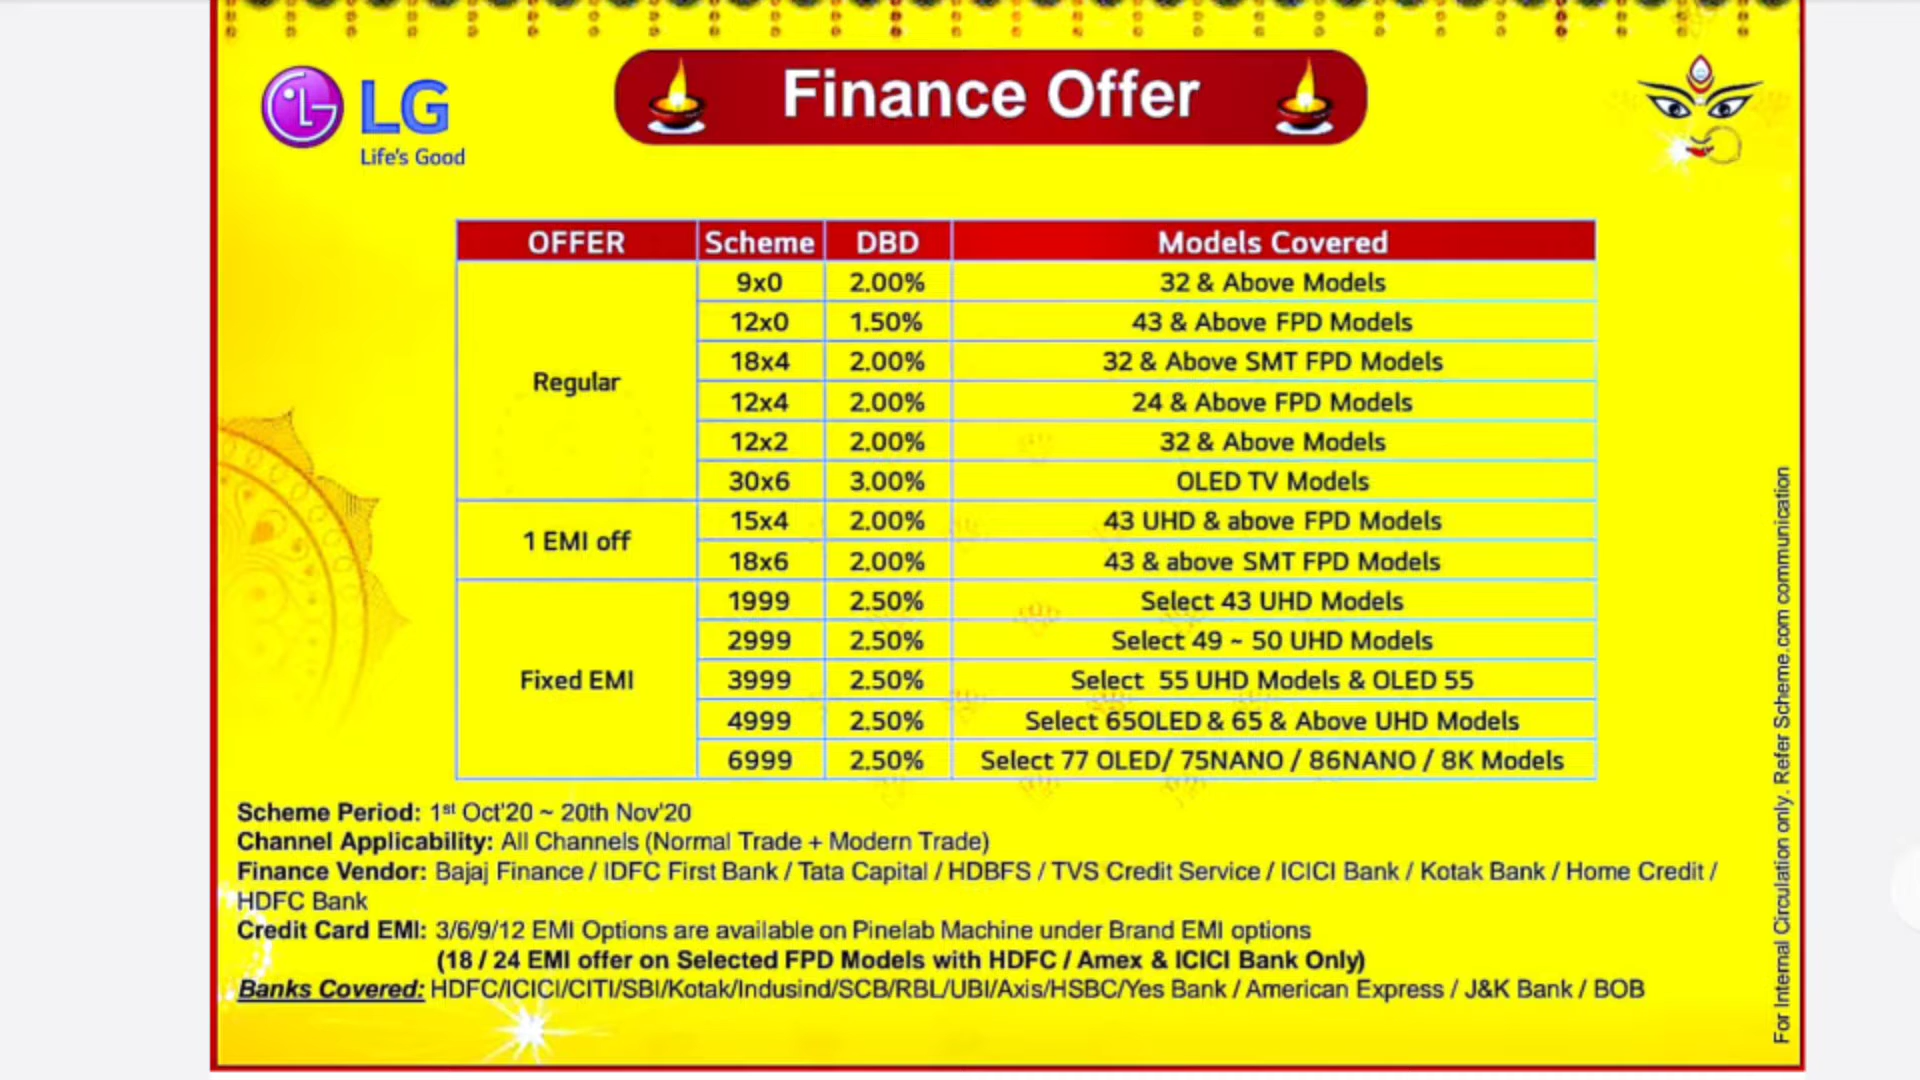 Finance Offer
LG
Life's Good
OFFER Scheme DBD Models Covered
Regular
9x0 2.00% 32 & Above Models
12x0 1.50% 43 & Above FPD Models
18x4 2.00% 32 & Above SMT FPD Models
12x4 2.00% 24 & Above FPD Models
12x2 2.00% 32 & Above Models
30x6 3.00% OLED TV Models
1 EMI off
15x4 2.00% 43 UHD & above FPD Models
18x6 2.00% 43 & above SMT FPD Models
Fixed EMI
1999 2.50% Select 43 UHD Models
2999 2.50% Select 49 ~ 50 UHD Models
3999 2.50% Select 55 UHD Models & OLED 55
4999 2.50% Select 65OLED & 65 & Above UHD Models
6999 2.50% Select 77 OLED/ 75NANO / 86NANO / 8K Models
Scheme Period: 1st Oct'20 ~ 20th Nov'20
Channel Applicability: All Channels (Normal Trade + Modern Trade)
Finance Vendor: Bajaj Finance / IDFC First Bank / Tata Capital / HDBFS / TVS Credit Service / ICICI Bank / Kotak Bank / Home Credit /
HDFC Bank
Credit Card EMI: 3/6/9/12 EMI Options are available on Pinelab Machine under Brand EMI options
(18 / 24 EMI offer on Selected FPD Models with HDFC / Amex & ICICI Bank Only)
Banks Covered: HDFC/ICICI/CITI/SBI/Kotak/Indusind/SCB/RBL/UBI/Axis/HSBC/Yes Bank / American Express / J&K Bank / BOB
For Internal Circulation only. Refer Scheme.com communication